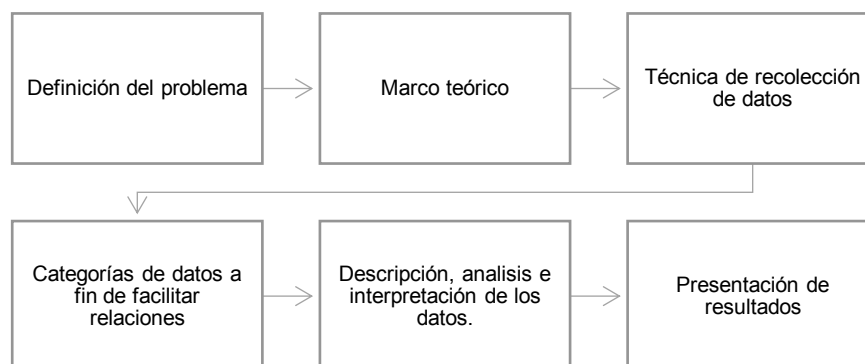 Definición del problema
Marco teórico
Técnica de recolección
de datos
Categorías de datos a
fin de facilitar
relaciones
Descripción, analisis e
interpretación de los
datos.
Presentación de
resultados